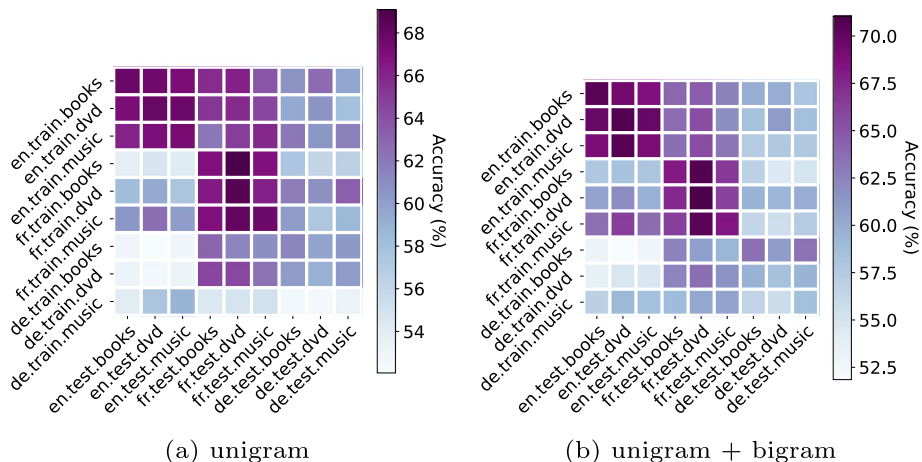 en.train.books
en.train.dvd
en.train.music
fr.train.books
fr.train.dvd
fr.train.music
de.train.books
de.train.dvd
de.train.music
en.test.books
en.test.dvd
en.test.music
fr.test.books
fr.test.dvd
fr.test.music
de.test.books
de.test.dvd
de.test.music
68
66
64
62
60
58
56
54
Accuracy (%)
(a) unigram
en.train.books
en.train.dvd
en.train.music
fr.train.books
fr.train.dvd
fr.train.music
de.train.books
de.train.dvd
de.train.music
en.test.books
en.test.dvd
en.test.music
fr.test.books
fr.test.dvd
fr.test.music
de.test.books
de.test.dvd
de.test.music
70.0
67.5
65.0
62.5
60.0
57.5
55.0
52.5
Accuracy (%)
(b) unigram + bigram